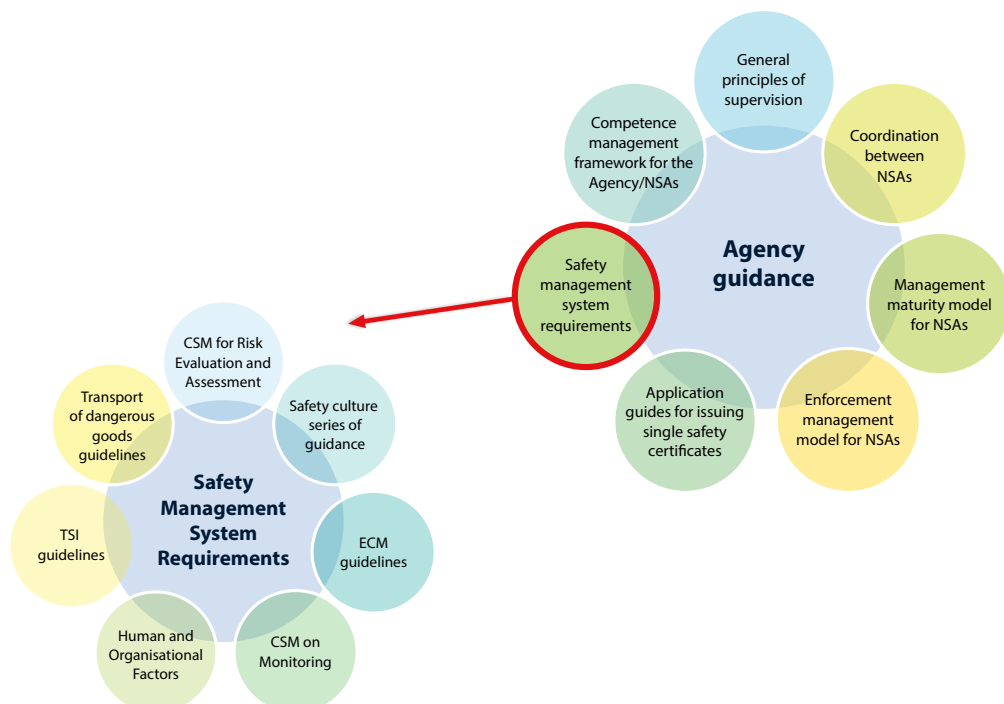 General
principles of
supervision
Competence
management
framework for the
Agency/NSAs
Coordination
between
NSAs
Agency
guidance
Safety
management
system
requirements
Management
maturity model
for NSAs
Application
guides for issuing
single safety
certificates
Enforcement
management
model for NSAs
CSM for Risk
Evaluation and
Assessment
Transport
of dangerous
goods
guidelines
Safety culture
series of
guidance
Safety
Management
System
Requirements
TSI
guidelines
ECM
guidelines
Human and
Organisational
Factors
CSM on
Monitoring